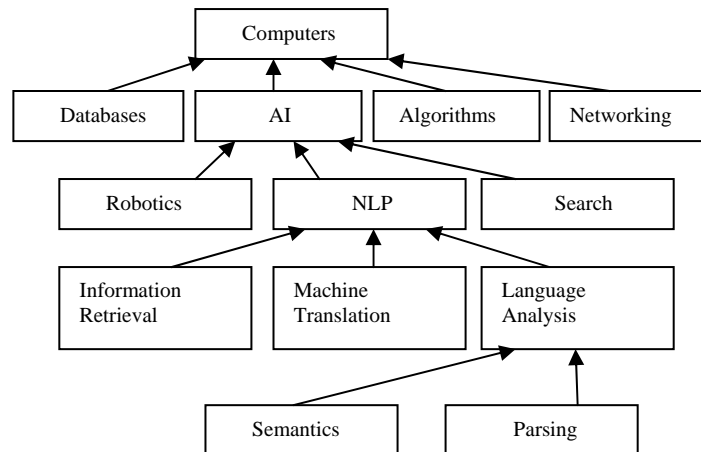 Computers
Databases
AI
Algorithms
Networking
Robotics
NLP
Search
Information
Retrieval
Machine
Translation
Language
Analysis
Semantics
Parsing